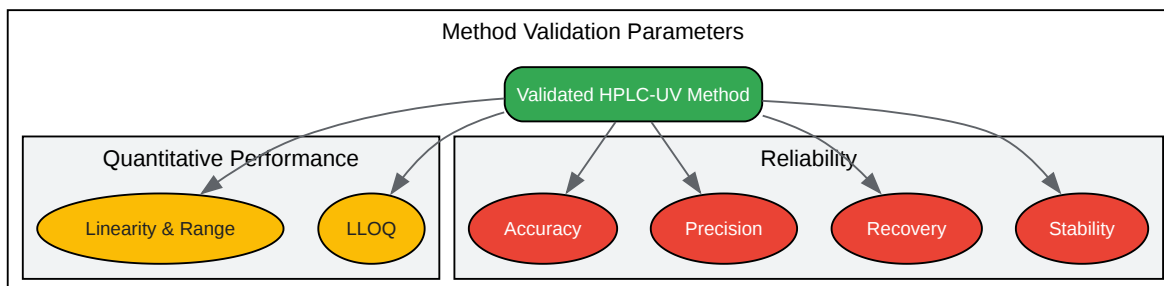 Method Validation Parameters
Validated HPLC-UV Method
Quantitative Performance
Reliability
Linearity & Range
LLOQ
Accuracy
Precision
Recovery
Stability